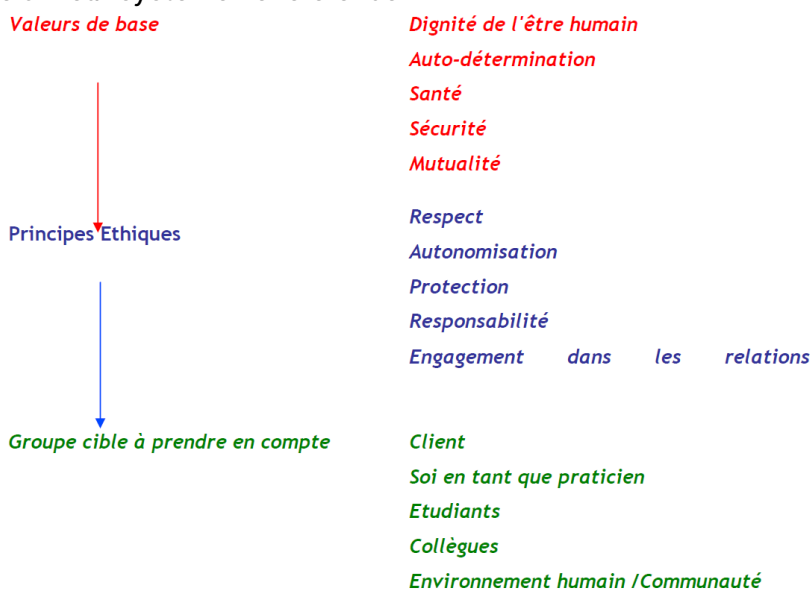 Valeurs de base
Dignité de l'être humain
Auto-détermination
Santé
Sécurité
Mutualité
Principes Ethiques
Respect
Autonomisation
Protection
Responsabilité
Engagement dans les relations
Groupe cible à prendre en compte
Client
Soi en tant que praticien
Etudiants
Collègues
Environnement humain /Communauté